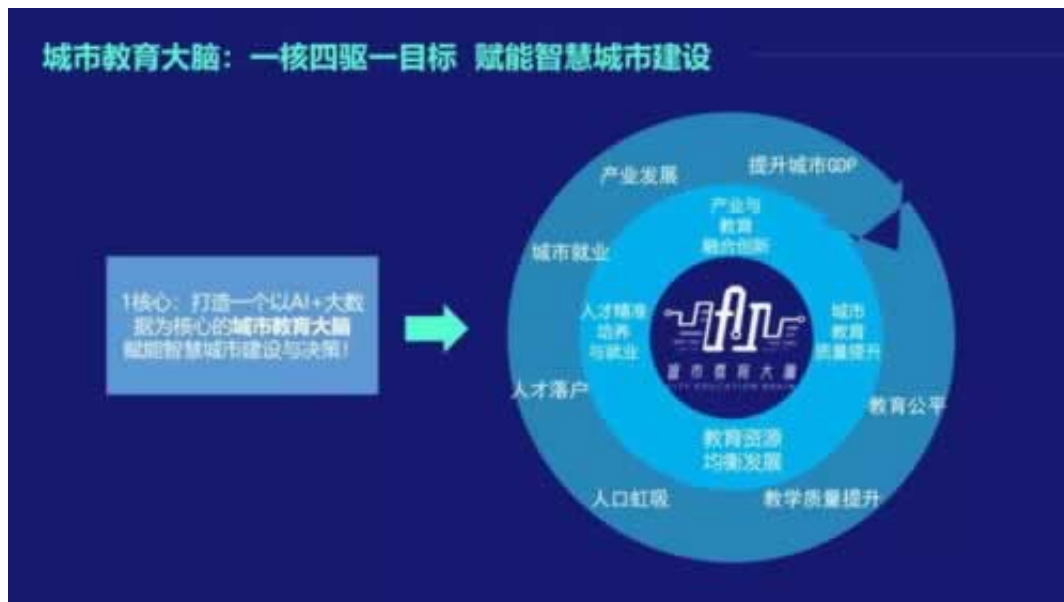 城市教育大脑：一核四驱一目标 赋能智慧城市建设
1核心：打造一个以AI+大数
据为核心的城市教育大脑
赋能智慧城市建设与决策！
产业发展
提升城市GDP
城市就业
人才落户
人口虹吸
教学质量提升
教育公平
产业与
教育
融合创新
人才精准
培养
与就业
城市
教育
质量提升
教育资源
均衡发展
城市教育大脑
CITY EDUCATION BRAIN